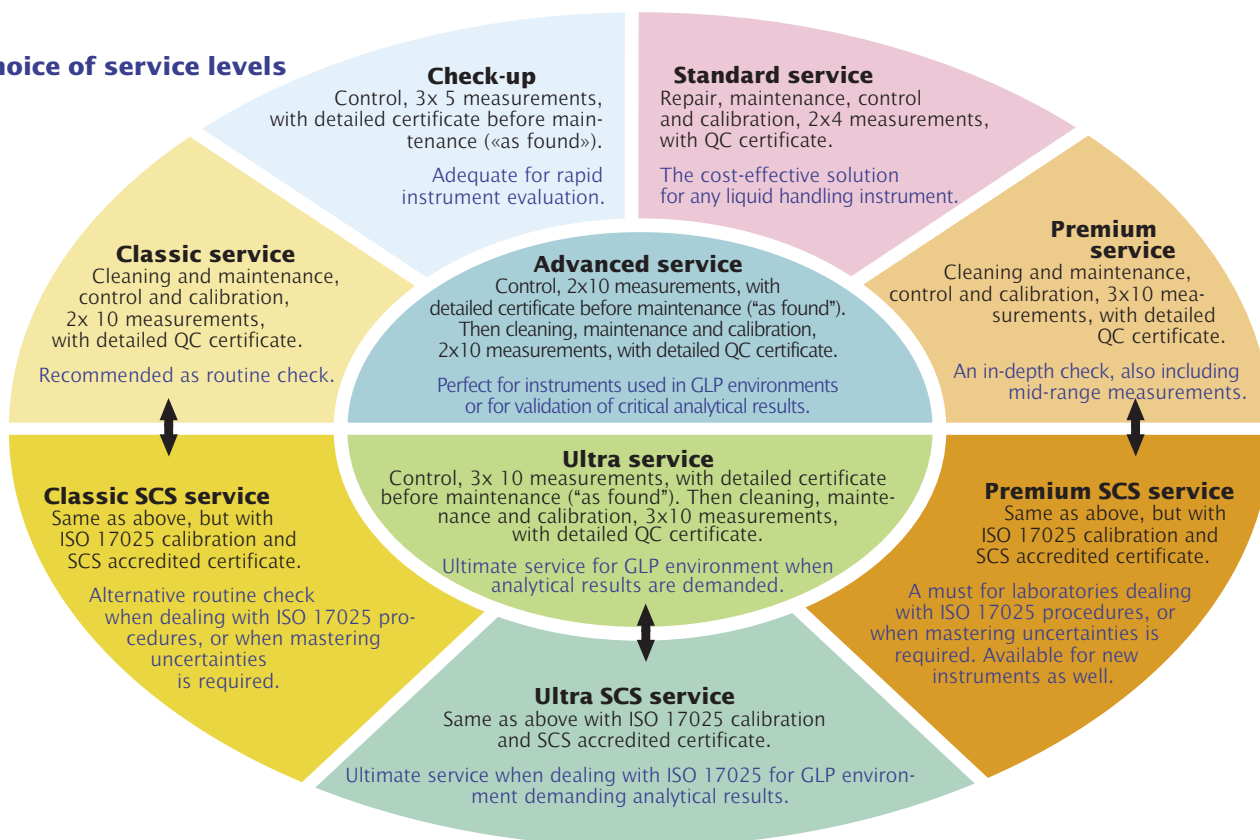 hoice of service levels
Check-up
Control, 3x 5 measurements,
with detailed certificate before main-
tenance («as found»).
Adequate for rapid
instrument evaluation.
Standard service
Repair, maintenance, control
and calibration, 2x4 measurements,
with QC certificate.
The cost-effective solution
for any liquid handling instrument.
Classic service
Cleaning and maintenance,
control and calibration,
2x 10 measurements,
with detailed QC certificate.
Recommended as routine check.
Advanced service
Control, 2x10 measurements, with
detailed certificate before maintenance (“as found”).
Then cleaning, maintenance and calibration,
2x10 measurements, with detailed QC certificate.
Perfect for instruments used in GLP environments
or for validation of critical analytical results.
Premium
service
Cleaning and maintenance,
control and calibration, 3x10 mea-
surements, with detailed
QC certificate.
An in-depth check, also including
mid-range measurements.
Classic SCS service
Same as above, but with
ISO 17025 calibration and
SCS accredited certificate.
Alternative routine check
when dealing with ISO 17025 pro-
cedures, or when mastering
uncertainties
is required.
Ultra service
Control, 3x 10 measurements, with detailed certificate
before maintenance (“as found”). Then cleaning, mainte-
nance and calibration, 3x10 measurements,
with detailed QC certificate.
Ultimate service for GLP environment when
analytical results are demanded.
Premium SCS service
Same as above, but with
ISO 17025 calibration and
SCS accredited certificate.
A must for laboratories dealing
with ISO 17025 procedures, or
when mastering uncertainties is
required. Available for new
instruments as well.
Ultra SCS service
Same as above with ISO 17025 calibration
and SCS accredited certificate.
Ultimate service when dealing with ISO 17025 for GLP environ-
ment demanding analytical results.